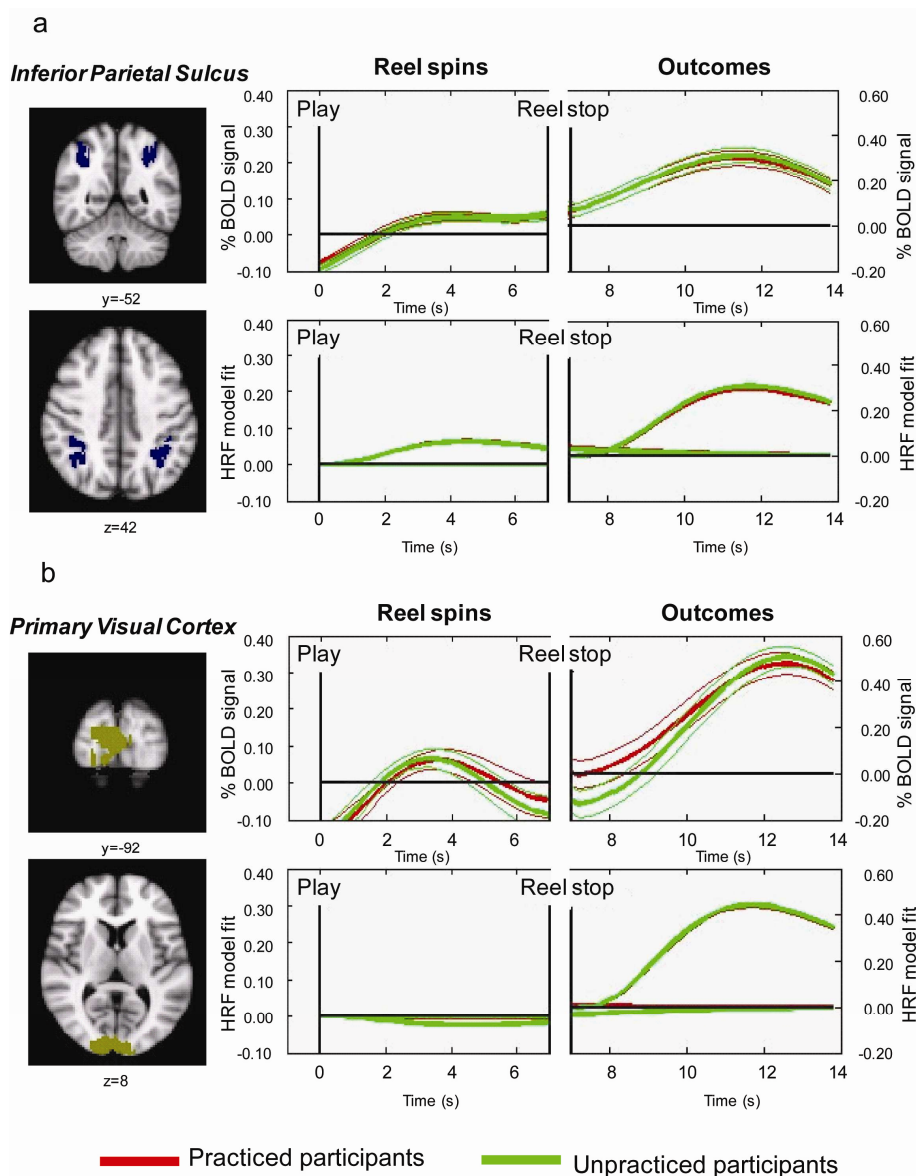 a
Inferior Parietal Sulcus
Reel spins
Outcomes
0.40
0.30
0.20
0.10
0.00
-0.10
% BOLD signal
Play
Reel stop
0.60
0.40
0.20
0.00
-0.20
% BOLD signal
0 2 4 6
Time (s)
8 10 12 14
Time (s)
y=-52
0.40
0.30
0.20
0.10
0.00
-0.10
HRF model fit
Play
Reel stop
0.60
0.40
0.20
0.00
-0.20
HRF model fit
0 2 4 6
Time (s)
8 10 12 14
Time (s)
z=42
b
Primary Visual Cortex
Reel spins
Outcomes
0.40
0.30
0.20
0.10
0.00
-0.10
% BOLD signal
Play
Reel stop
0.60
0.40
0.20
0.00
-0.20
% BOLD signal
0 2 4 6
Time (s)
8 10 12 14
Time (s)
y=-92
0.40
0.30
0.20
0.10
0.00
-0.10
HRF model fit
Play
Reel stop
0.60
0.40
0.20
0.00
-0.20
HRF model fit
0 2 4 6
Time (s)
8 10 12 14
Time (s)
z=8
Practiced participants
Unpracticed participants